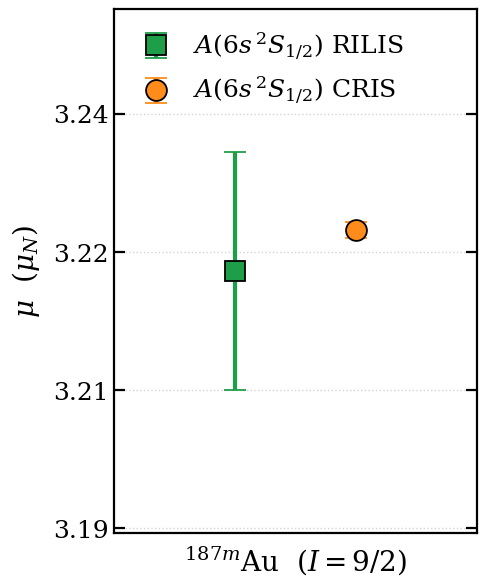 A(6s ²S₁/₂) RILIS
A(6s ²S₁/₂) CRIS
3.24
3.22
3.21
3.19
μ (μ_N)
¹⁸⁷ᵐAu (I = 9/2)